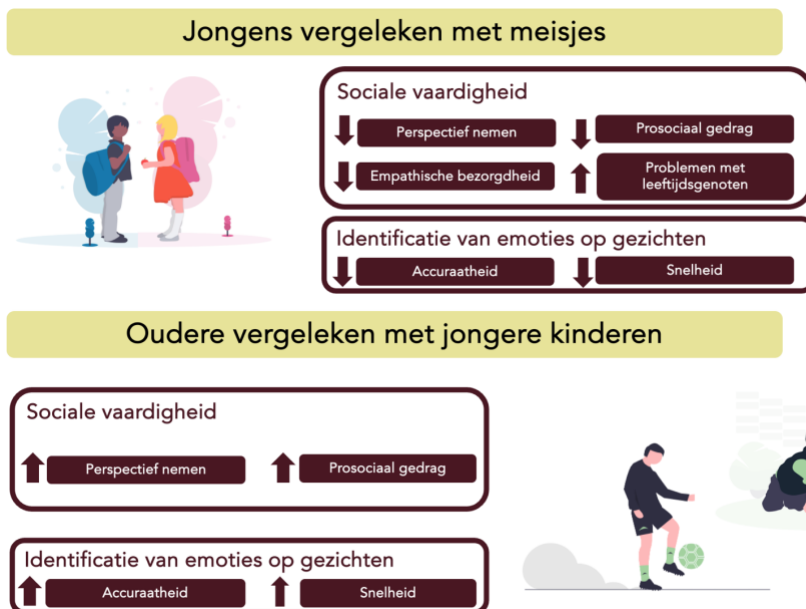 Jongens vergeleken met meisjes
Sociale vaardigheid
Perspectief nemen
Prosociaal gedrag
Empathische bezorgdheid
Problemen met
leeftijdsgenoten
Identificatie van emoties op gezichten
Accuraatheid
Snelheid
Oudere vergeleken met jongere kinderen
Sociale vaardigheid
Perspectief nemen
Prosociaal gedrag
Identificatie van emoties op gezichten
Accuraatheid
Snelheid